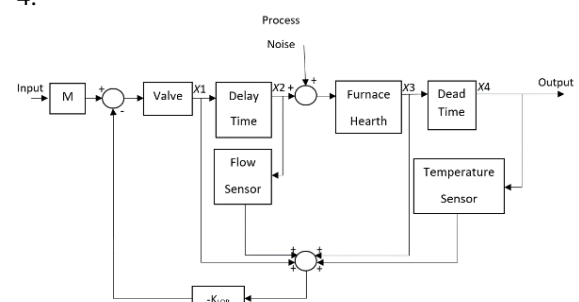 4.
Process
Noise
Input
M
+
-
Valve
X1
Delay
Time
X2
+
+
Furnace
Hearth
X3
Dead
Time
X4
Output
Flow
Sensor
Temperature
Sensor
+
+
+
+
-KLQR